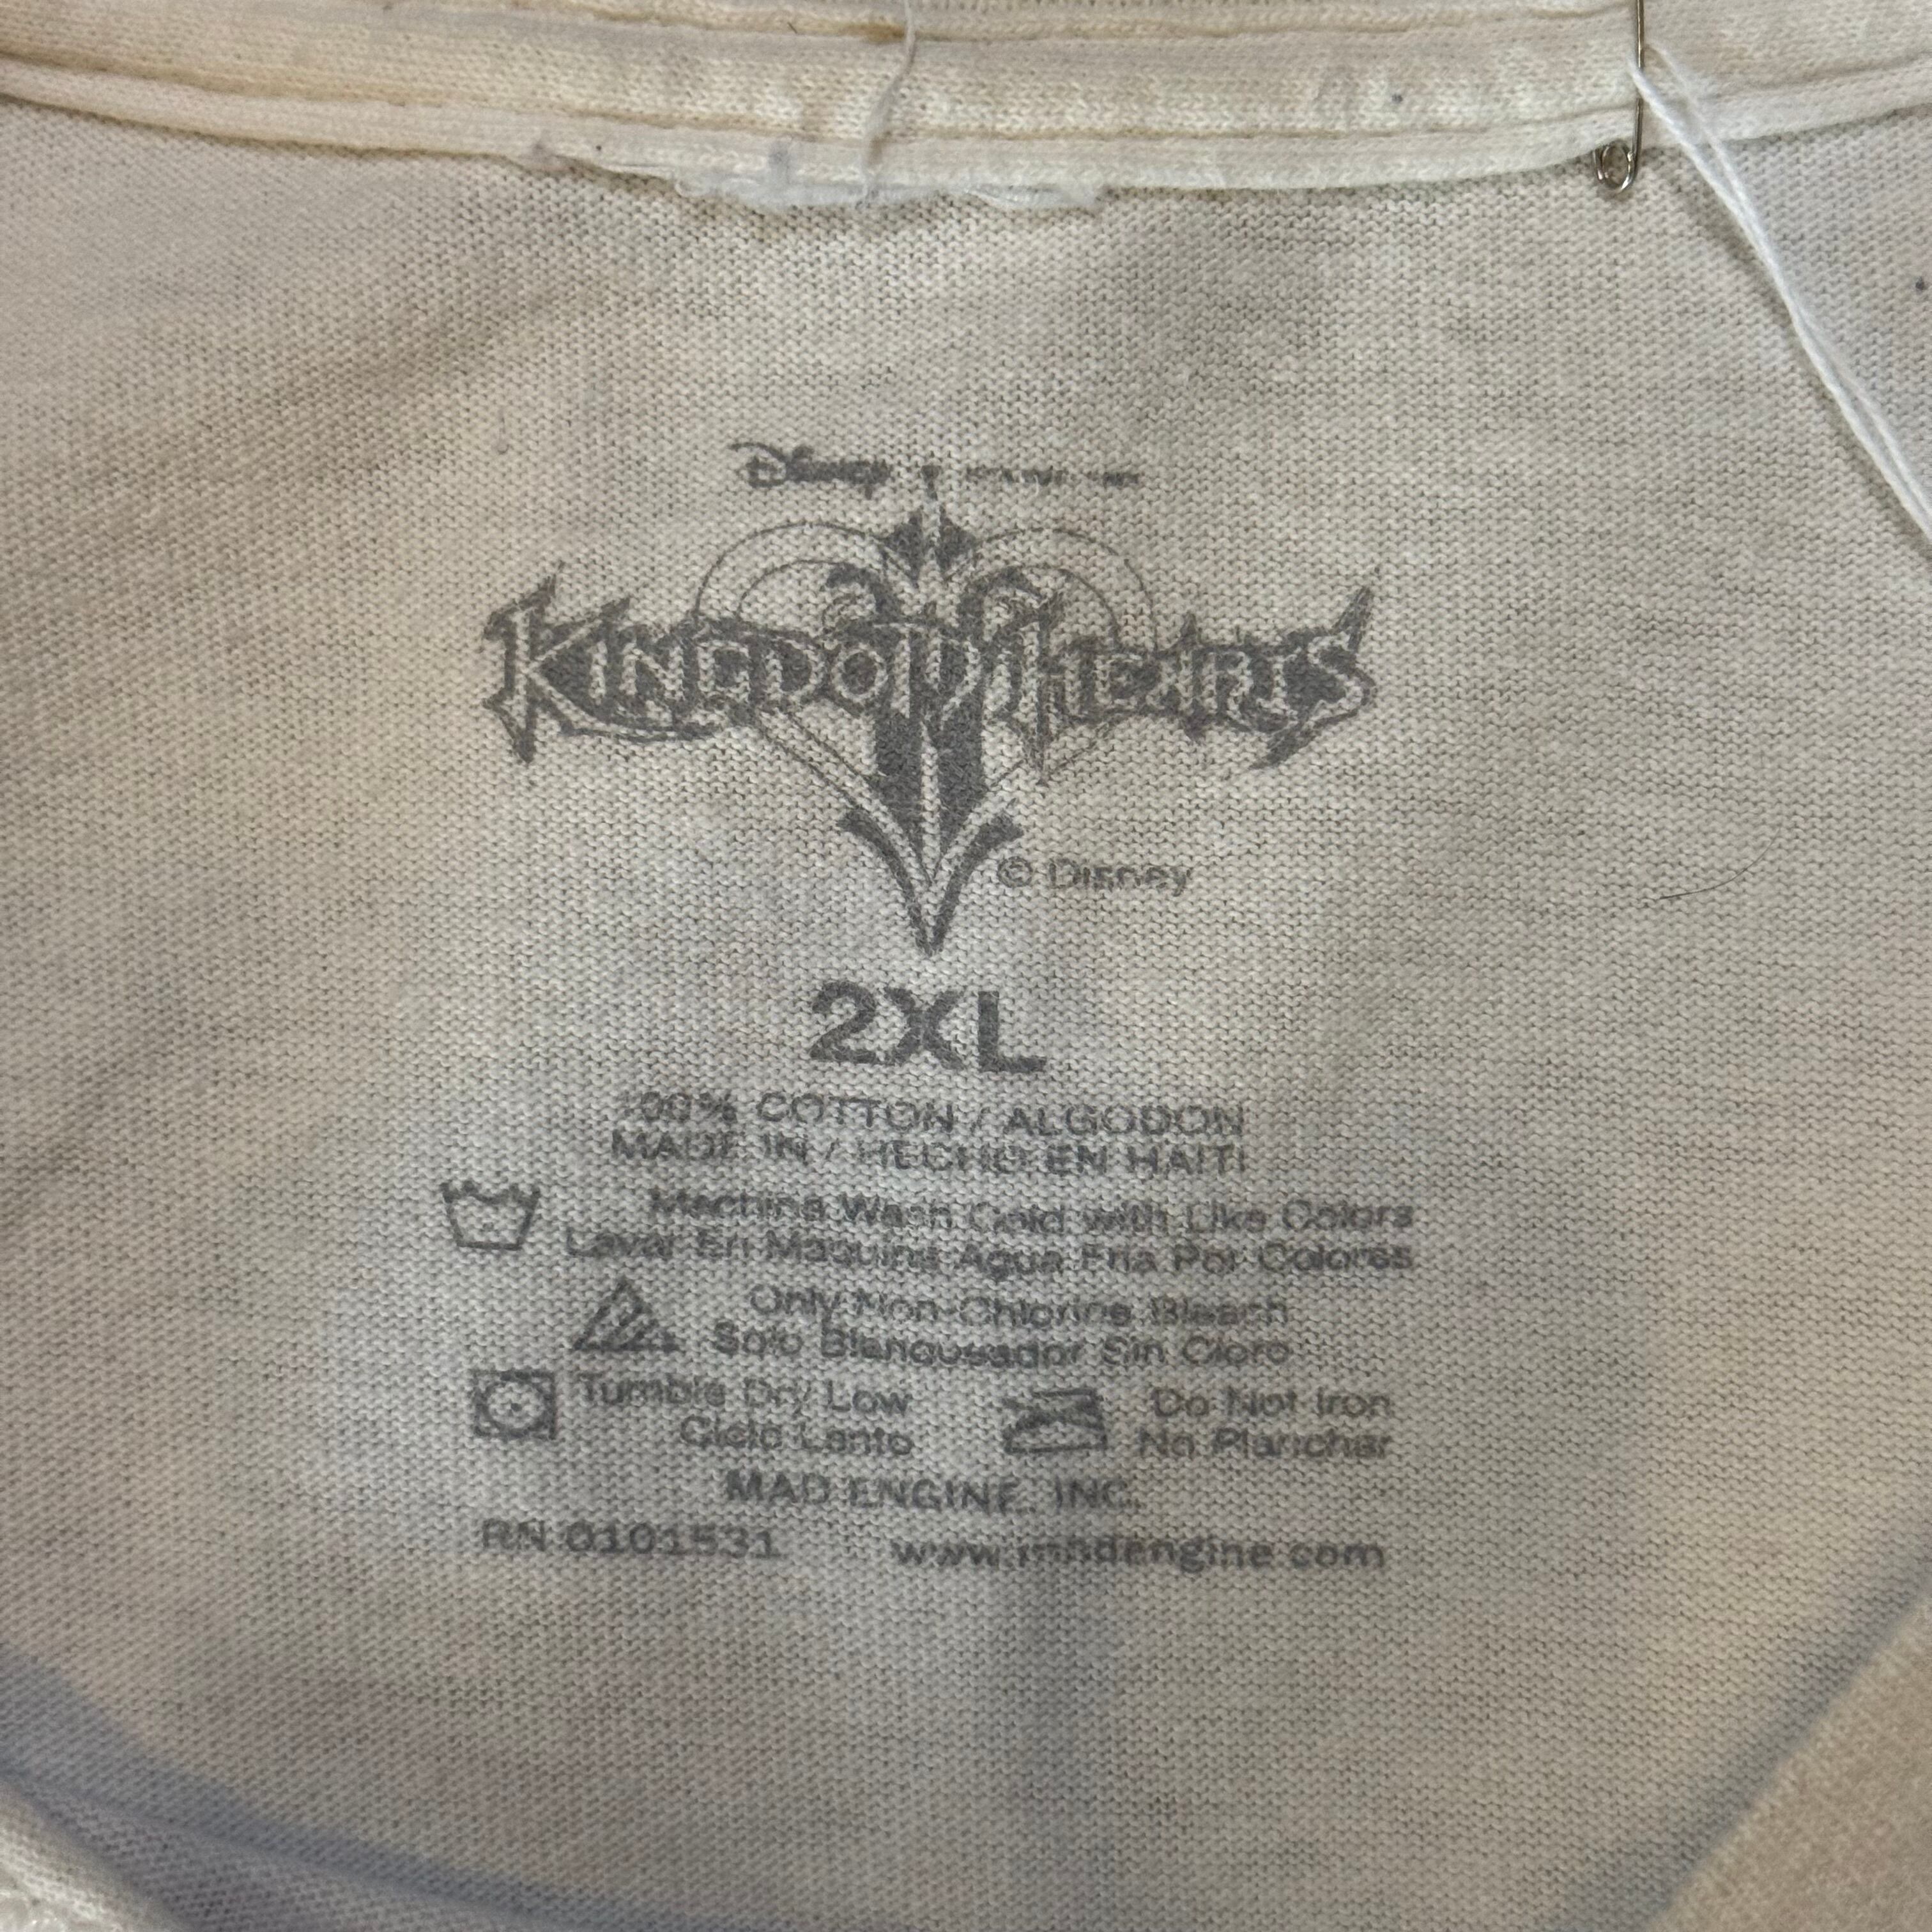 Disney
KINGDOM HEARTS
II
© Disney
2XL
100% COTTON / ALGODON
MADE IN / HECHO EN HAITI
Machine Wash Cold with Like Colors
Lavar En Maquina Agua Fria Por Colores
Only Non-Chlorine Bleach
Solo Blanqueador Sin Cloro
Tumble Dry Low
Ciclo Lento
Do Not Iron
No Planchar
MAD ENGINE, INC.
RN 0101531 www.madengine.com